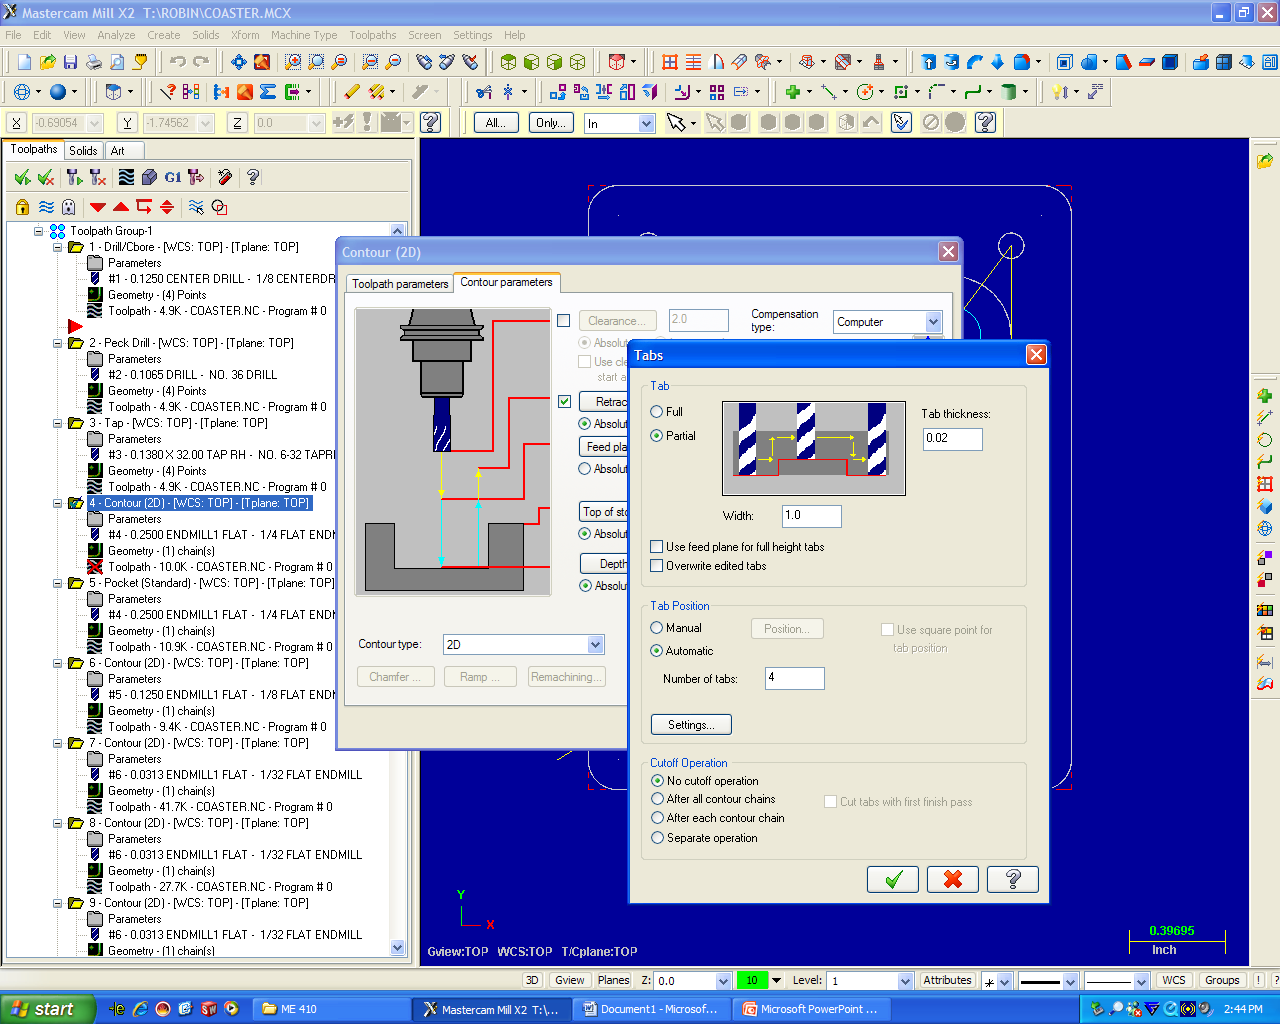 Mastercam Mill X2  T:\ROBIN\COASTER.MCX
File Edit View Analyze Create Solids Xform Machine Type Toolpaths Screen Settings Help
G1
X -0.69054 Y -1.74562 Z 0.0 All... Only... In
Toolpaths Solids Art
Toolpath Group-1
1 - Drill/Cbore - [WCS: TOP] - [Tplane: TOP]
Parameters
#1 - 0.1250 CENTER DRILL - 1/8 CENTERDR
Geometry - (4) Points
Toolpath - 4.9K - COASTER.NC - Program # 0
2 - Peck Drill - [WCS: TOP] - [Tplane: TOP]
Parameters
#2 - 0.1065 DRILL - NO. 36 DRILL
Geometry - (4) Points
Toolpath - 4.9K - COASTER.NC - Program # 0
3 - Tap - [WCS: TOP] - [Tplane: TOP]
Parameters
#3 - 0.1380 X 32.00 TAP RH - NO. 6-32 TAPRI
Geometry - (4) Points
Toolpath - 4.9K - COASTER.NC - Program # 0
4 - Contour (2D) - [WCS: TOP] - [Tplane: TOP]
Parameters
#4 - 0.2500 ENDMILL1 FLAT - 1/4 FLAT ENDM
Geometry - (1) chain(s)
Toolpath - 10.0K - COASTER.NC - Program # 0
5 - Pocket (Standard) - [WCS: TOP] - [Tplane: TOP]
Parameters
#4 - 0.2500 ENDMILL1 FLAT - 1/4 FLAT ENDM
Geometry - (1) chain(s)
Toolpath - 10.9K - COASTER.NC - Program # 0
6 - Contour (2D) - [WCS: TOP] - [Tplane: TOP]
Parameters
#5 - 0.1250 ENDMILL1 FLAT - 1/8 FLAT ENDM
Geometry - (1) chain(s)
Toolpath - 9.4K - COASTER.NC - Program # 0
7 - Contour (2D) - [WCS: TOP] - [Tplane: TOP]
Parameters
#6 - 0.0313 ENDMILL1 FLAT - 1/32 FLAT ENDMILL
Geometry - (1) chain(s)
Toolpath - 41.7K - COASTER.NC - Program # 0
8 - Contour (2D) - [WCS: TOP] - [Tplane: TOP]
Parameters
#6 - 0.0313 ENDMILL1 FLAT - 1/32 FLAT ENDMILL
Geometry - (1) chain(s)
Toolpath - 27.7K - COASTER.NC - Program # 0
9 - Contour (2D) - [WCS: TOP] - [Tplane: TOP]
Parameters
#6 - 0.0313 ENDMILL1 FLAT - 1/32 FLAT ENDMILL
Geometry - (1) chain(s)
Contour (2D)
Toolpath parameters Contour parameters
Clearance... 2.0
Absolu
Use cle
start a
Retrac
Absolu
Feed pla
Absolu
Top of sto
Absolu
Depth
Absolu
Compensation
type: Computer
Contour type: 2D
Chamfer ... Ramp ... Remachining...
Tabs
Tab
Full
Partial
Tab thickness:
0.02
Width: 1.0
Use feed plane for full height tabs
Overwrite edited tabs
Tab Position
Manual Position...
Automatic
Use square point for
tab position
Number of tabs: 4
Settings...
Cutoff Operation
No cutoff operation
After all contour chains
After each contour chain
Separate operation
Cut tabs with first finish pass
Y
X
Gview:TOP WCS:TOP T/Cplane:TOP
0.39695
Inch
3D Gview Planes Z: 0.0 10 Level: 1 Attributes WCS Groups ! ?
start ME 410 Mastercam Mill X2 T:\... Document1 - Microsof... Microsoft PowerPoint ... 2:44 PM